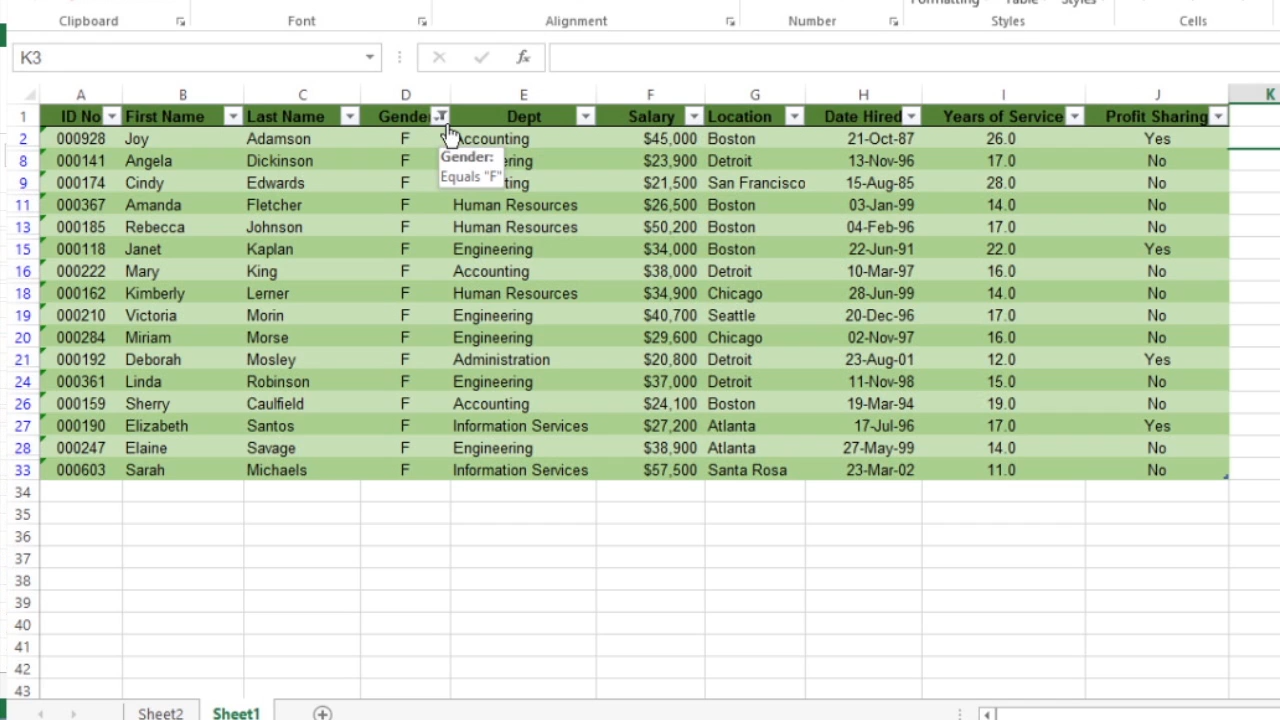 Formatting Table Styles
Clipboard Font Alignment Number Styles Cells
K3 fx
A B C D E F G H I J K
1 ID No First Name Last Name Gender Dept Salary Location Date Hired Years of Service Profit Sharing
2 000928 Joy Adamson F Accounting $45,000 Boston 21-Oct-87 26.0 Yes
8 000141 Angela Dickinson F ering $23,900 Detroit 13-Nov-96 17.0 No
Gender:
Equals "F"
9 000174 Cindy Edwards F ting $21,500 San Francisco 15-Aug-85 28.0 No
11 000367 Amanda Fletcher F Human Resources $26,500 Boston 03-Jan-99 14.0 No
13 000185 Rebecca Johnson F Human Resources $50,200 Boston 04-Feb-96 17.0 No
15 000118 Janet Kaplan F Engineering $34,000 Boston 22-Jun-91 22.0 Yes
16 000222 Mary King F Accounting $38,000 Detroit 10-Mar-97 16.0 No
18 000162 Kimberly Lerner F Human Resources $34,900 Chicago 28-Jun-99 14.0 No
19 000210 Victoria Morin F Engineering $40,700 Seattle 20-Dec-96 17.0 No
20 000284 Miriam Morse F Engineering $29,600 Chicago 02-Nov-97 16.0 No
21 000192 Deborah Mosley F Administration $20,800 Detroit 23-Aug-01 12.0 Yes
24 000361 Linda Robinson F Engineering $37,000 Detroit 11-Nov-98 15.0 No
26 000159 Sherry Caulfield F Accounting $24,100 Boston 19-Mar-94 19.0 No
27 000190 Elizabeth Santos F Information Services $27,200 Atlanta 17-Jul-96 17.0 Yes
28 000247 Elaine Savage F Engineering $38,900 Atlanta 27-May-99 14.0 No
33 000603 Sarah Michaels F Information Services $57,500 Santa Rosa 23-Mar-02 11.0 No
34
35
36
37
38
39
40
41
42
43
Sheet2 Sheet1